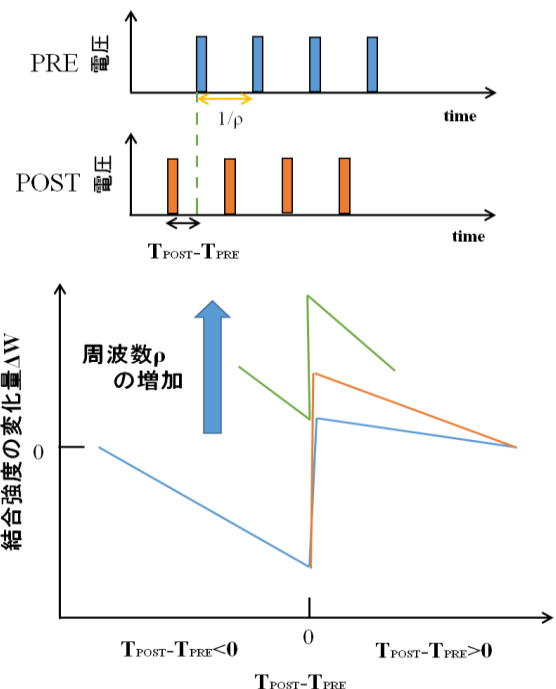 PRE
電圧
1/ρ
time
POST
電圧
time
TPOST-TPRE
周波数ρ
の増加
結合強度の変化量ΔW
0
0
TPOST-TPRE<0
TPOST-TPRE>0
TPOST-TPRE